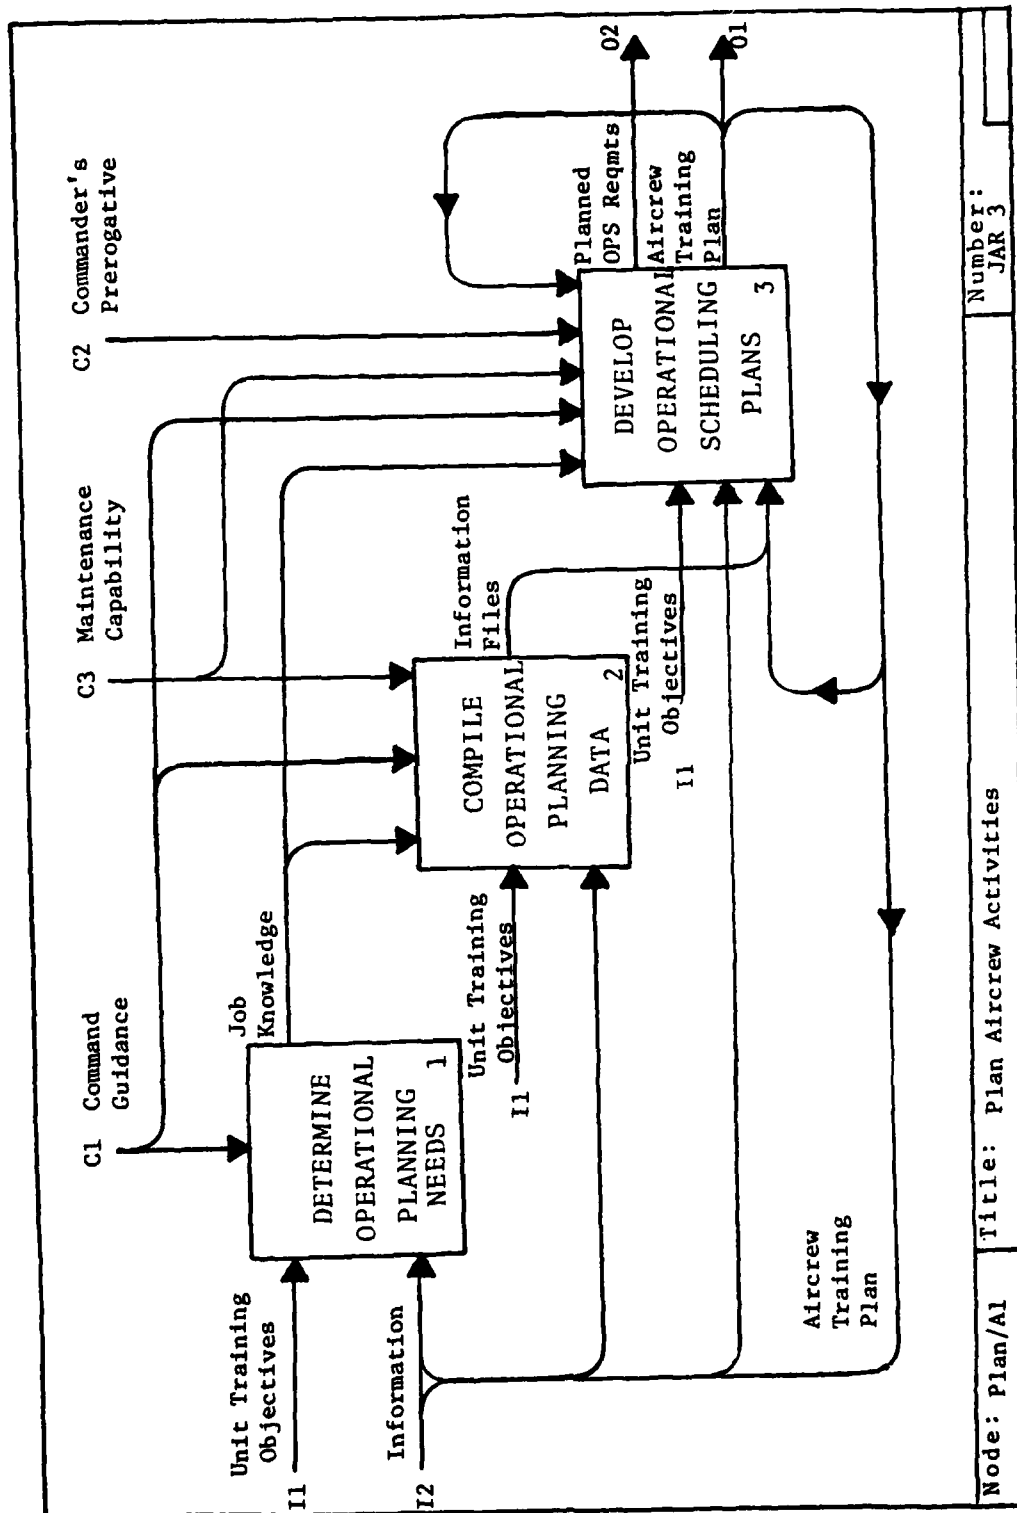 C1 Command
Guidance
C3 Maintenance
Capability
C2 Commander's
Prerogative
I1
Unit Training
Objectives
I2
Information
DETERMINE
OPERATIONAL
PLANNING
NEEDS 1
Job
Knowledge
I1
Unit Training
Objectives
COMPILE
OPERATIONAL
PLANNING
DATA 2
Information
Files
I1
Unit Training
Objectives
DEVELOP
OPERATIONAL
SCHEDULING
PLANS 3
Planned
OPS Reqmts
O2
Aircrew
Training
Plan
O1
Aircrew
Training
Plan
Node: Plan/A1
Title: Plan Aircrew Activities
Number:
JAR 3